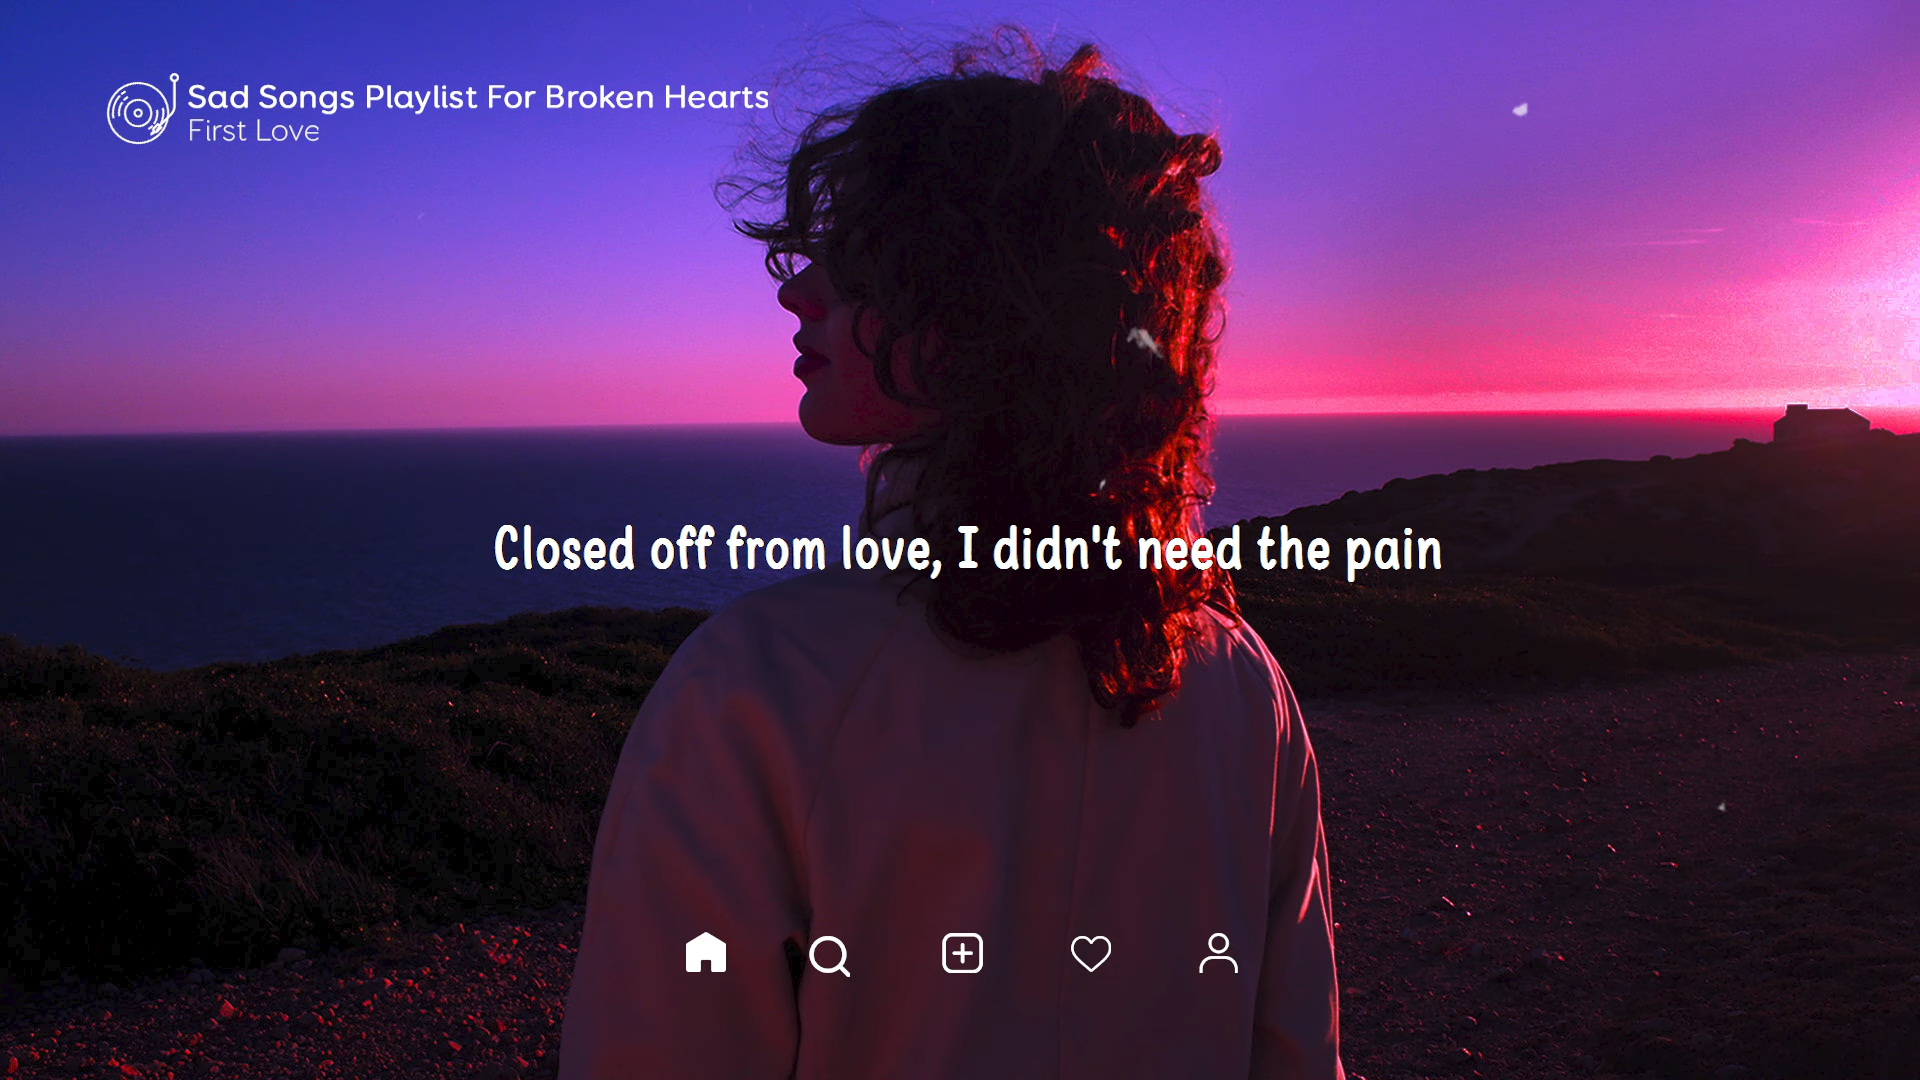 Sad Songs Playlist For Broken Hearts
First Love
Closed off from love, I didn't need the pain